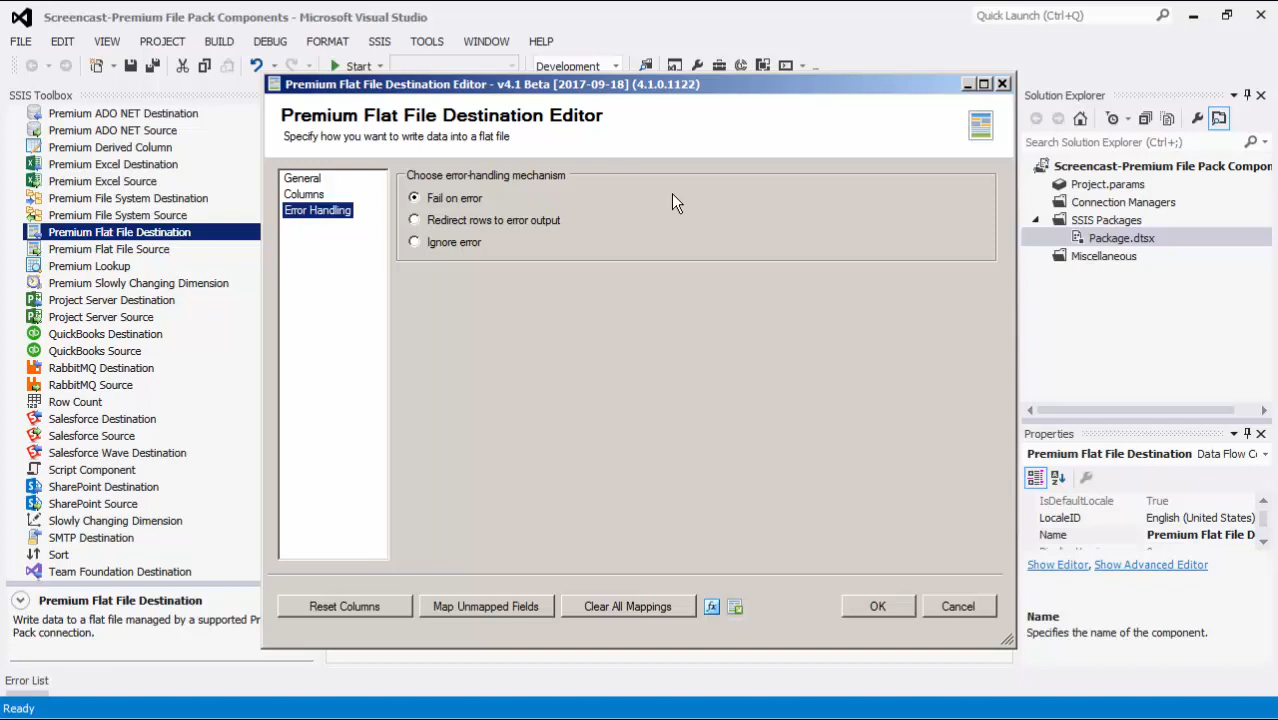 Screencast-Premium File Pack Components - Microsoft Visual Studio
Quick Launch (Ctrl+Q)
FILE EDIT VIEW PROJECT BUILD DEBUG FORMAT SSIS TOOLS WINDOW HELP
Start Development
SSIS Toolbox
Premium ADO NET Destination
Premium ADO NET Source
Premium Derived Column
Premium Excel Destination
Premium Excel Source
Premium File System Destination
Premium File System Source
Premium Flat File Destination
Premium Flat File Source
Premium Lookup
Premium Slowly Changing Dimension
Project Server Destination
Project Server Source
QuickBooks Destination
QuickBooks Source
RabbitMQ Destination
RabbitMQ Source
Row Count
Salesforce Destination
Salesforce Source
Salesforce Wave Destination
Script Component
SharePoint Destination
SharePoint Source
Slowly Changing Dimension
SMTP Destination
Sort
Team Foundation Destination
Premium Flat File Destination
Write data to a flat file managed by a supported Pr
Pack connection.
Premium Flat File Destination Editor - v4.1 Beta [2017-09-18] (4.1.0.1122)
Premium Flat File Destination Editor
Specify how you want to write data into a flat file
General
Columns
Error Handling
Choose error-handling mechanism
Fail on error
Redirect rows to error output
Ignore error
Reset Columns Map Unmapped Fields Clear All Mappings fx OK Cancel
Solution Explorer
Search Solution Explorer (Ctrl+;)
Screencast-Premium File Pack Compon
Project.params
Connection Managers
SSIS Packages
Package.dtsx
Miscellaneous
Properties
Premium Flat File Destination Data Flow Co
IsDefaultLocale True
LocaleID English (United States)
Name Premium Flat File D
Show Editor, Show Advanced Editor
Name
Specifies the name of the component.
Error List
Ready